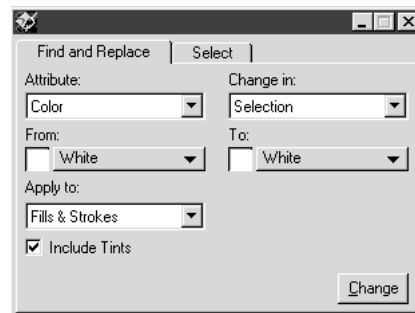 Find and Replace Select
Attribute: Change in:
Color Selection
From: To:
White White
Apply to:
Fills & Strokes
Include Tints
Change